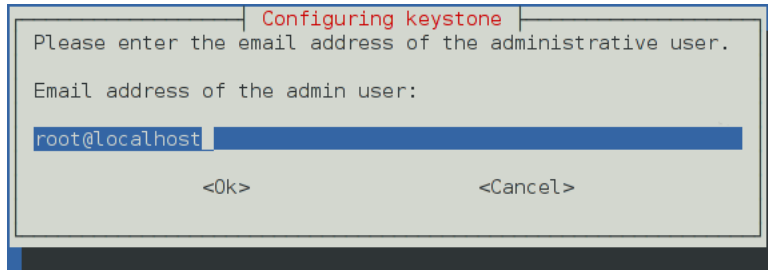 Configuring keystone
Please enter the email address of the administrative user.
Email address of the admin user:
root@localhost_
<Ok> <Cancel>